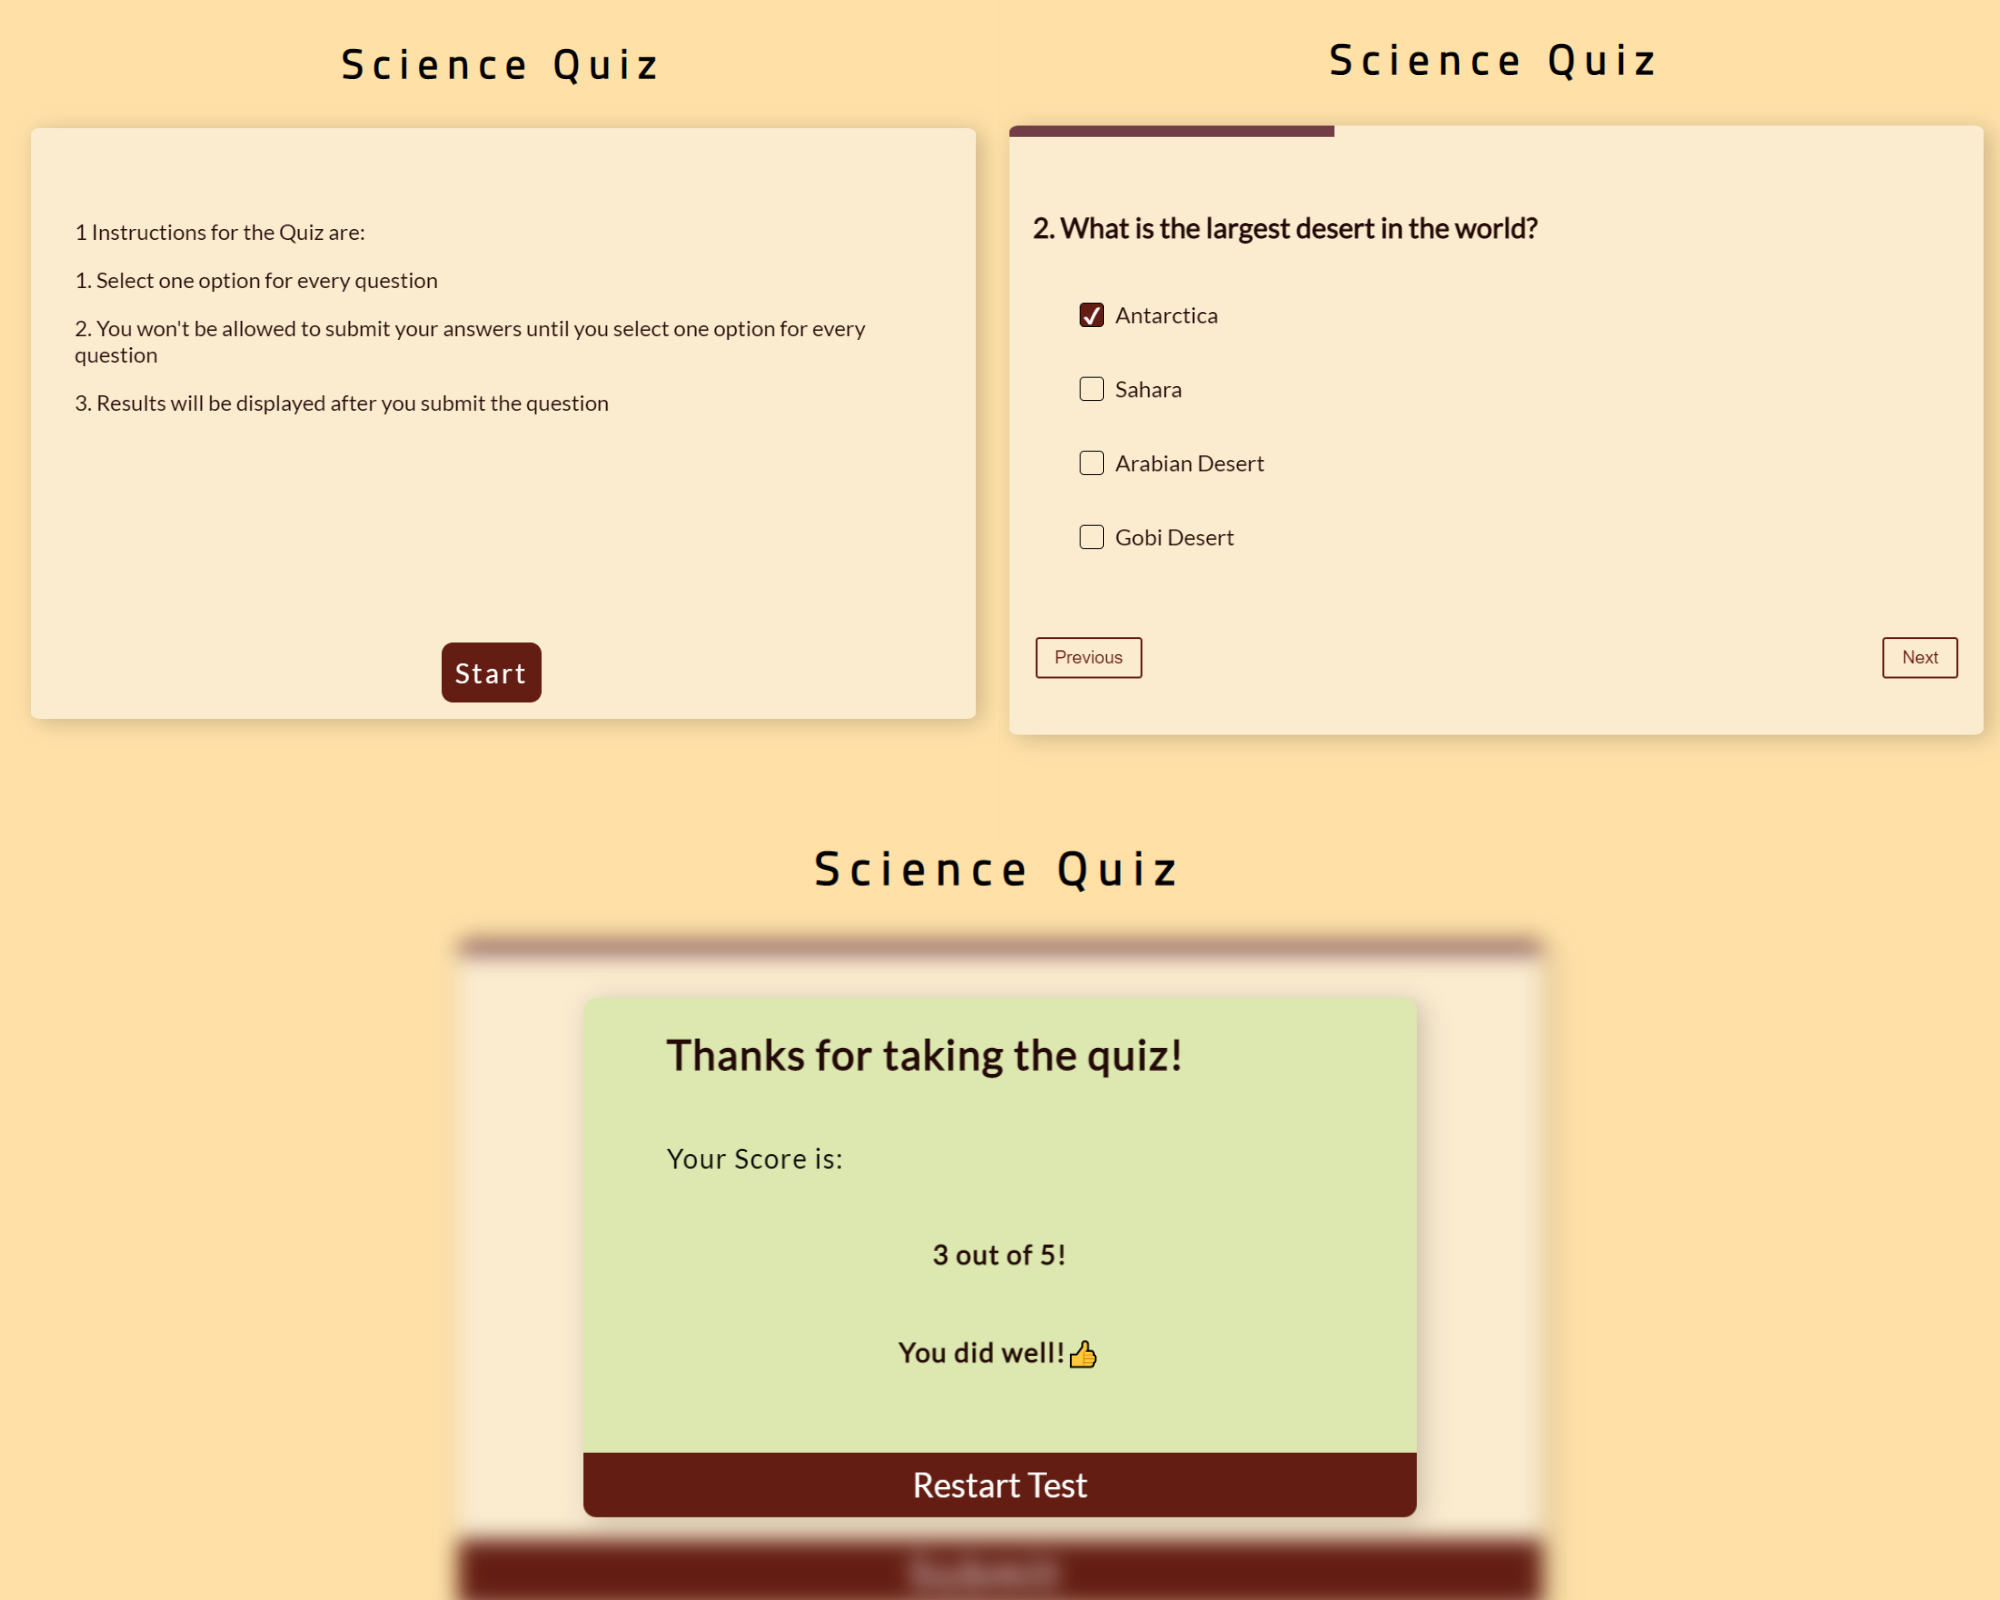 Science Quiz
1 Instructions for the Quiz are:
1. Select one option for every question
2. You won't be allowed to submit your answers until you select one option for every
question
3. Results will be displayed after you submit the question
Start
Science Quiz
2. What is the largest desert in the world?
Antarctica
Sahara
Arabian Desert
Gobi Desert
Previous
Next
Science Quiz
Thanks for taking the quiz!
Your Score is:
3 out of 5!
You did well!👍
Restart Test
Submit